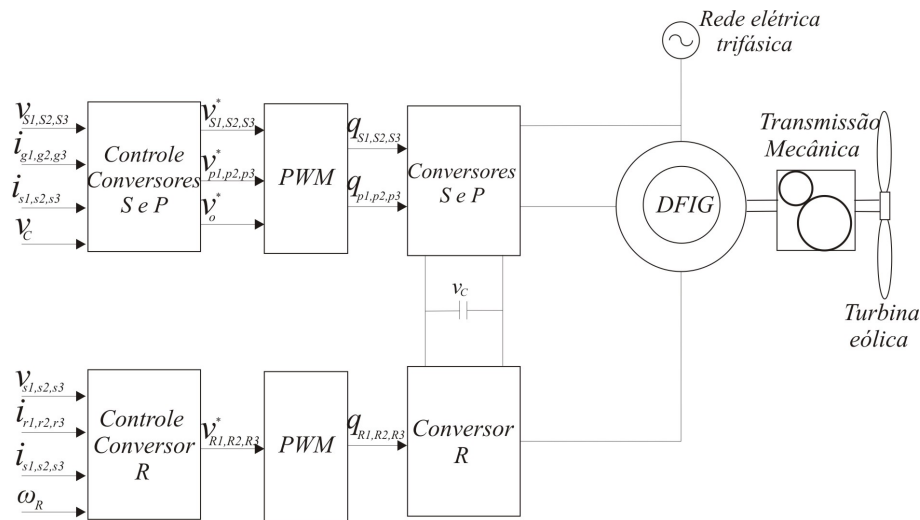 Rede elétrica
trifásica
v_{S1,S2,S3}
i_{g1,g2,g3}
i_{s1,s2,s3}
v_C
Controle
Conversores
S e P
v^*_{S1,S2,S3}
v^*_{p1,p2,p3}
v^*_o
PWM
q_{S1,S2,S3}
q_{p1,p2,p3}
Conversores
S e P
DFIG
Transmissão
Mecânica
Turbina
eólica
v_C
v_{s1,s2,s3}
i_{r1,r2,r3}
i_{s1,s2,s3}
ω_R
Controle
Conversor
R
v^*_{R1,R2,R3}
PWM
q_{R1,R2,R3}
Conversor
R